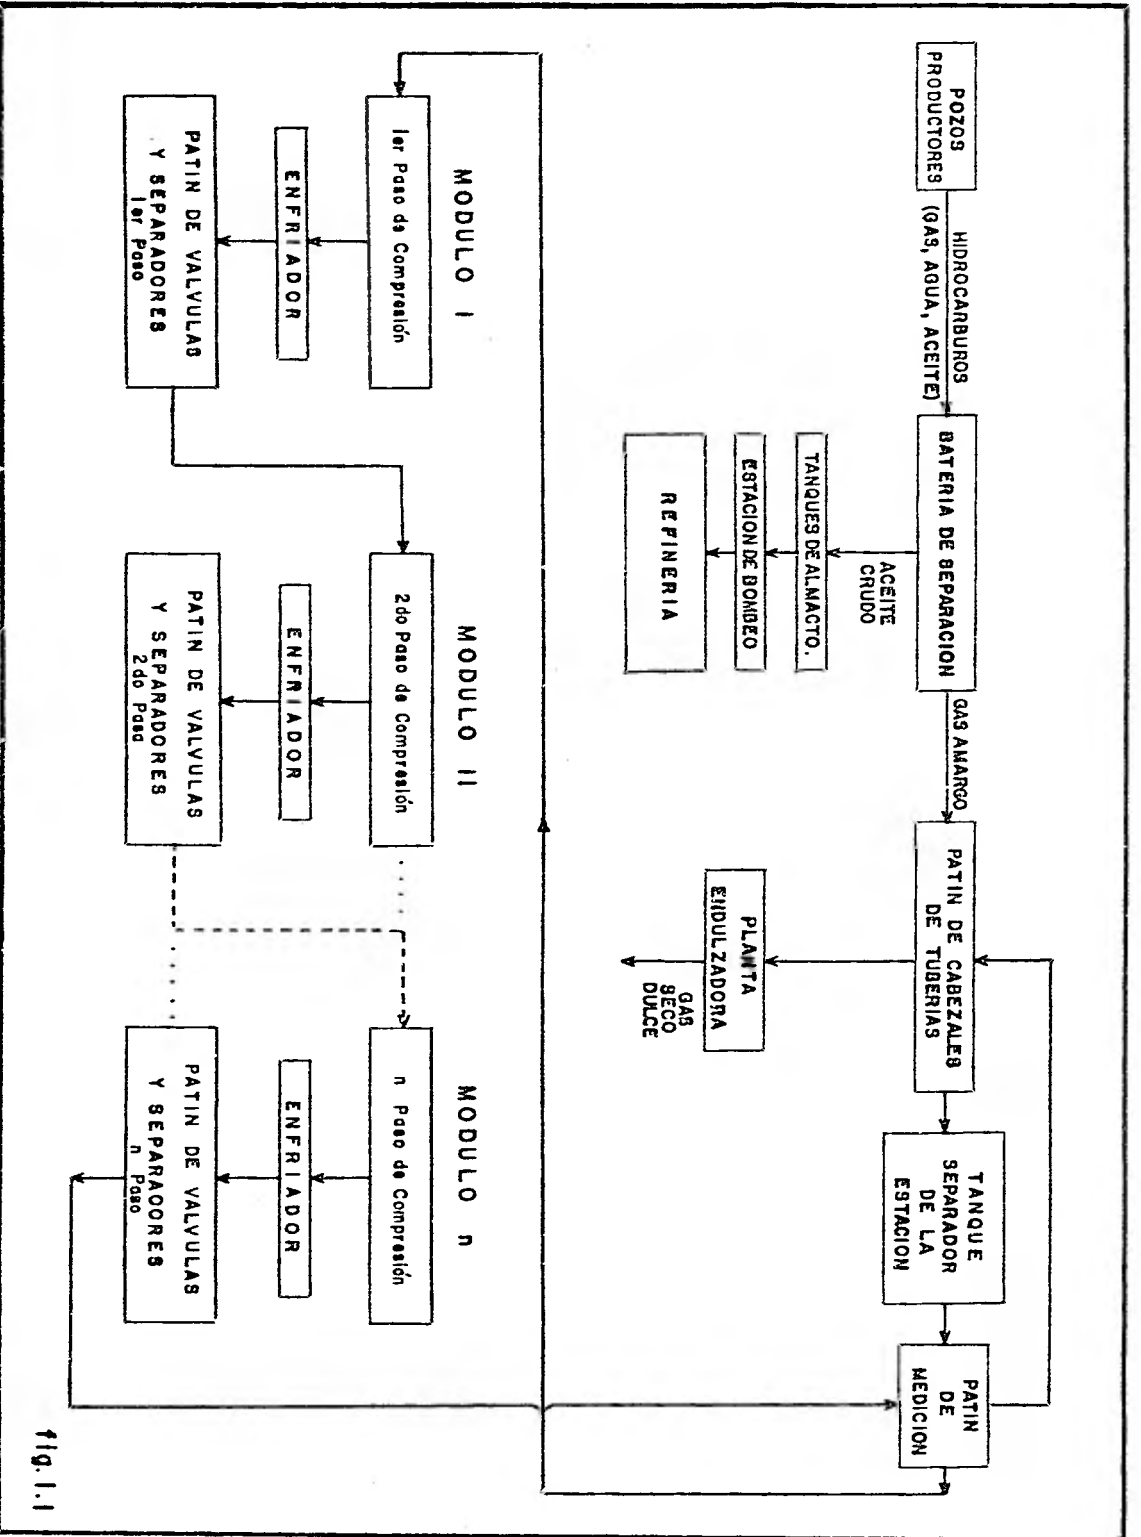 POZOS
PRODUCTORES
HIDROCARBUROS
(GAS, AGUA, ACEITE)
BATERIA DE SEPARACION
GAS AMARGO
PATIN DE CABEZALES
DE TUBERIAS
TANQUE
SEPARADOR
DE LA
ESTACION
PATIN
DE
MEDICION
ACEITE
CRUDO
TANQUES DE ALMACTO.
ESTACION DE BOMBEO
REFINERIA
PLANTA
ENDULZADORA
GAS
SECO
DULCE
MODULO I
1er Paso de Compresión
ENFRIADOR
PATIN DE VALVULAS
Y SEPARADORES
1er Paso
MODULO II
2do Paso de Compresión
ENFRIADOR
PATIN DE VALVULAS
Y SEPARADORES
2do Paso
MODULO n
n Paso de Compresión
ENFRIADOR
PATIN DE VALVULAS
Y SEPARADORES
n Paso
fig. 1.1